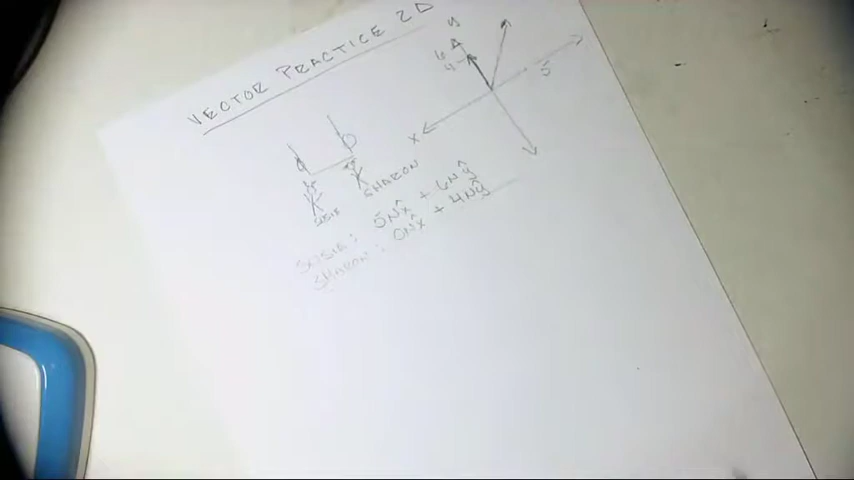 VECTOR PRACTICE 2D
y
6
4
5
x
SUSIE
SHARON
SUSIE: 5Nx̂ + 6Nŷ
SHARON: 0Nx̂ + 4Nŷ